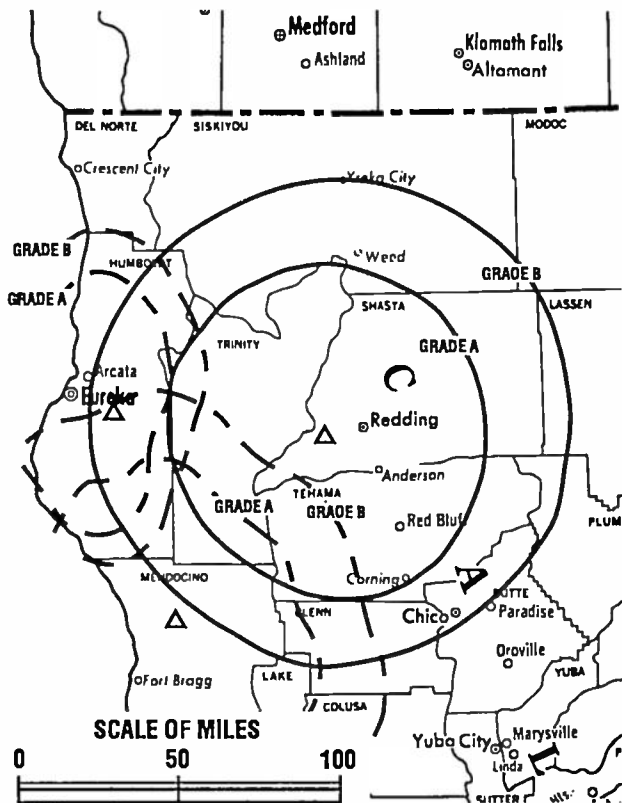 Medford
Klamath Falls
Ashland
Altamant
DEL NORTE
SISKIYOU
MODOC
Crescent City
Yreka City
GRADE B
Weed
HUMBOLDT
GRADE B
GRADE A
SHASTA
LASSEN
TRINITY
GRADE A
Arcata
C
Eureka
Redding
Anderson
TEHAMA
GRADE A
GRADE B
Red Bluff
PLUM
MENDOCINO
Corning
A
BUTTE
GLENN
Chico
Paradise
Oroville
LAKE
YUBA
Fort Bragg
COLUSA
SCALE OF MILES
Marysville
Yuba City
0 50 100
Linda
L
SUTTER